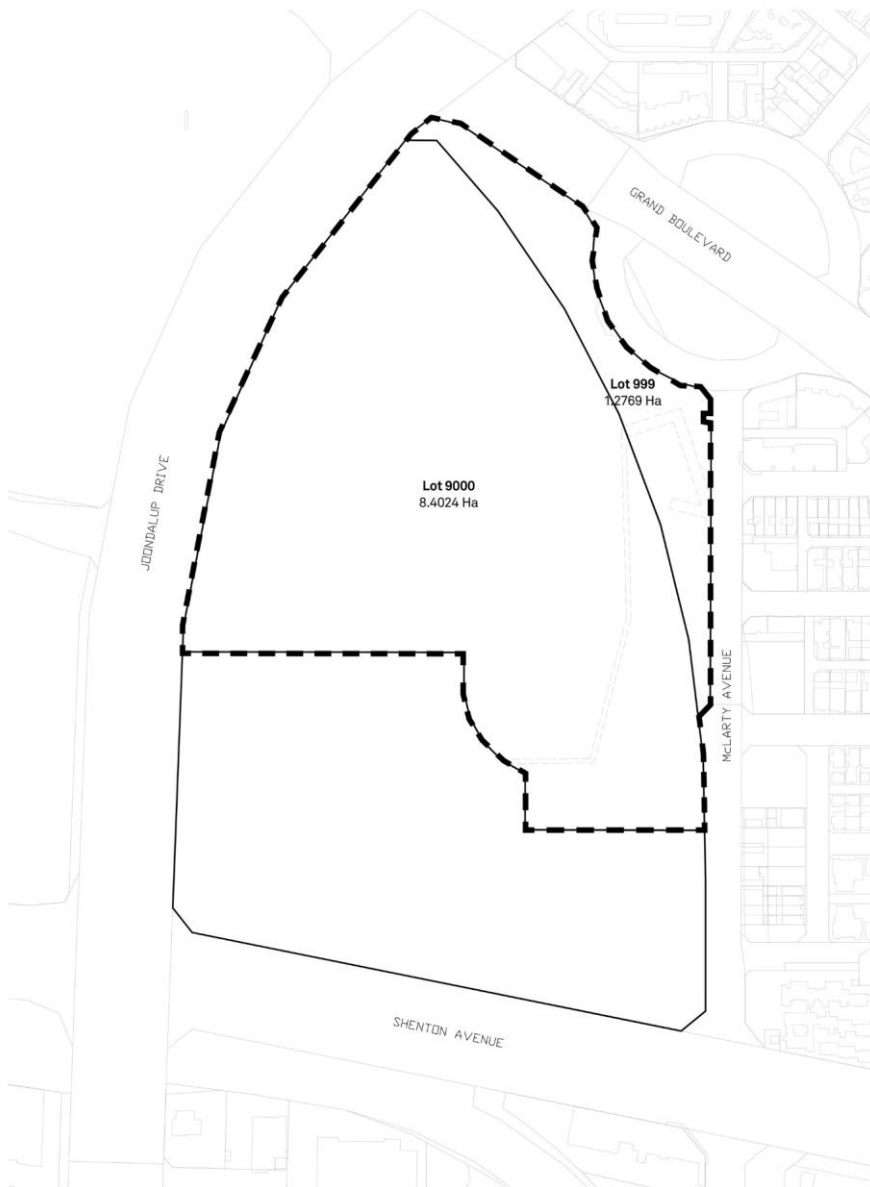 GRAND BOULEVARD
Lot 999
1.2769 Ha
Lot 9000
8.4024 Ha
JOONDALUP DRIVE
McLARTY AVENUE
SHENTON AVENUE